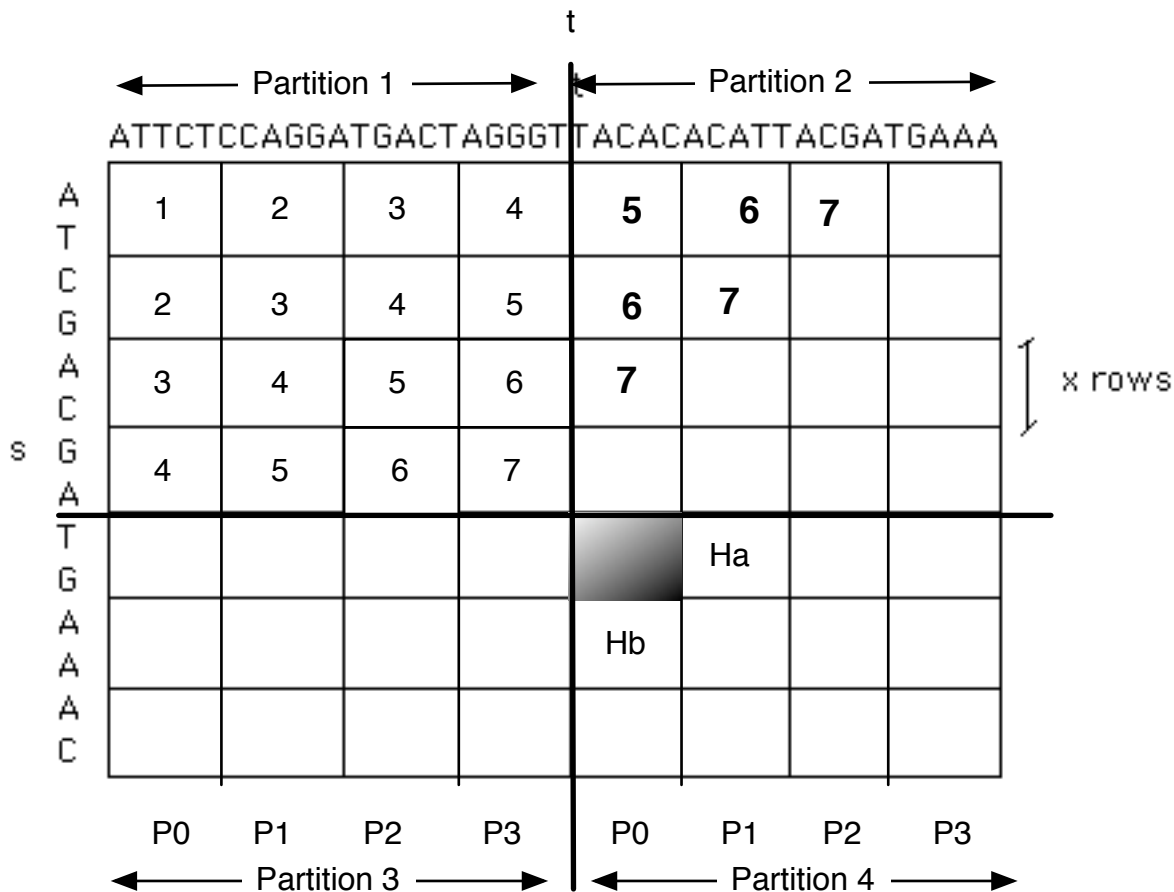 t
Partition 1 t Partition 2
ATTCTCCAGGATGACTAGGGTTACACACATTACGATGAAA
A 1 2 3 4 5 6 7
T
C 2 3 4 5 6 7
G
A 3 4 5 6 7 x rows
C
s G 4 5 6 7
A
T Ha
G
A Hb
A
A
C
P0 P1 P2 P3 P0 P1 P2 P3
Partition 3 Partition 4